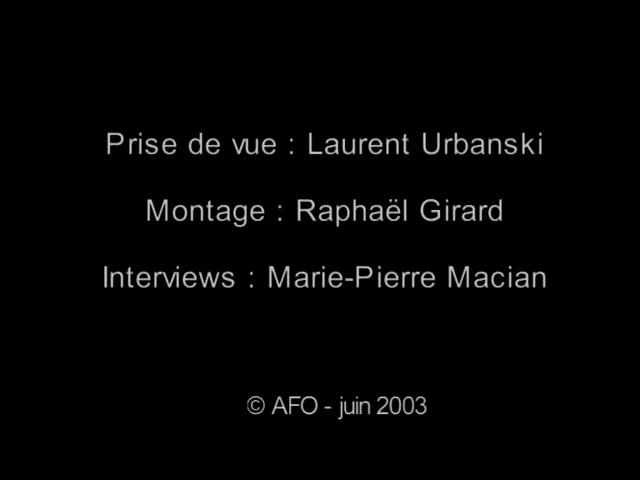 Prise de vue : Laurent Urbanski
Montage : Raphaël Girard
Interviews : Marie-Pierre Macian
© AFO - juin 2003